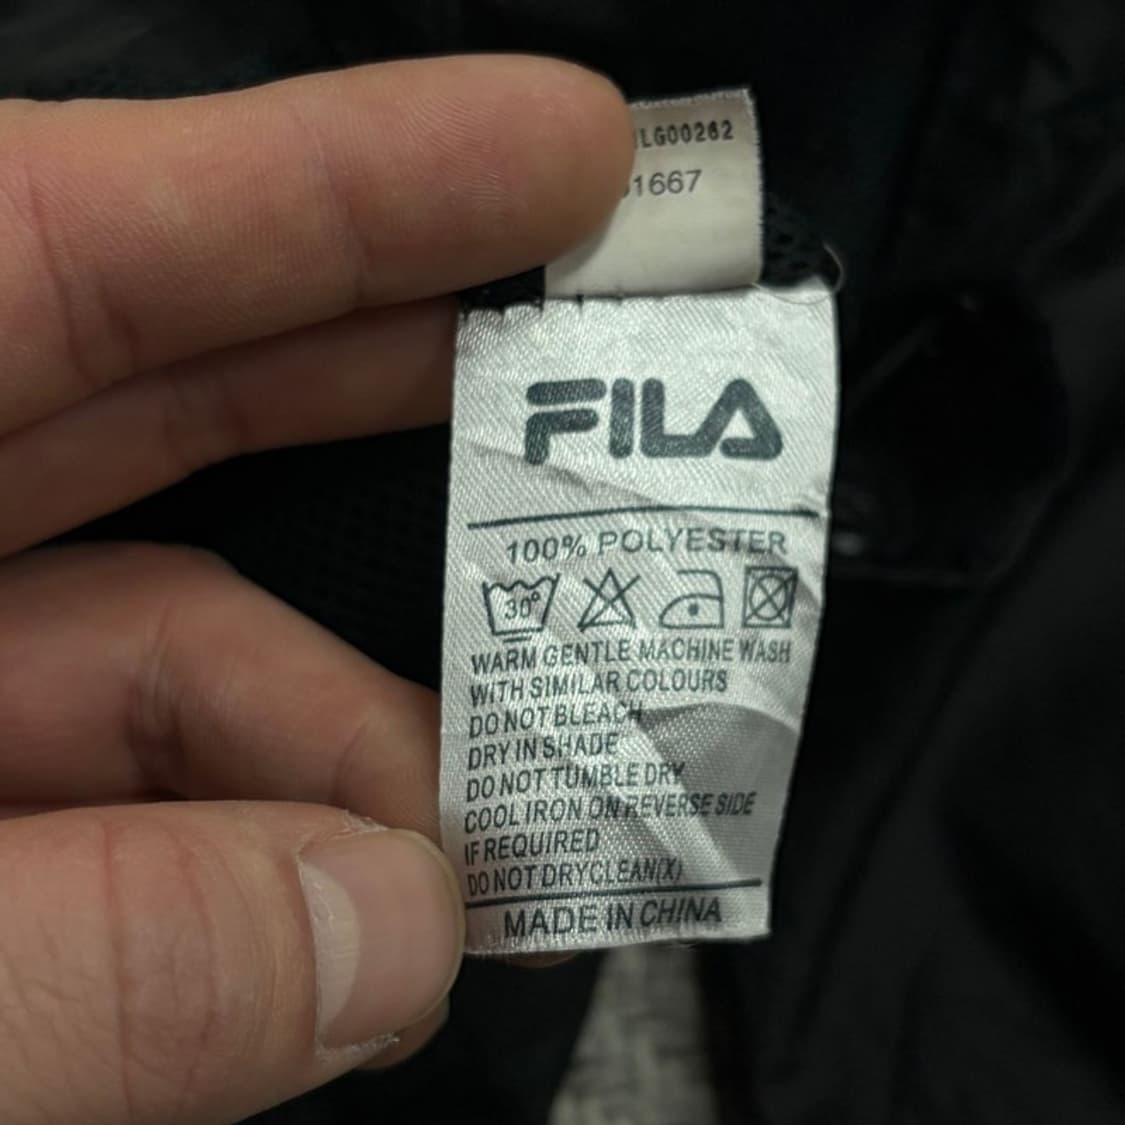 LG00262
1667
FILA
100% POLYESTER
30°
WARM GENTLE MACHINE WASH
WITH SIMILAR COLOURS
DO NOT BLEACH
DRY IN SHADE
DO NOT TUMBLE DRY
COOL IRON ON REVERSE SIDE
IF REQUIRED
DO NOT DRYCLEAN(X)
MADE IN CHINA